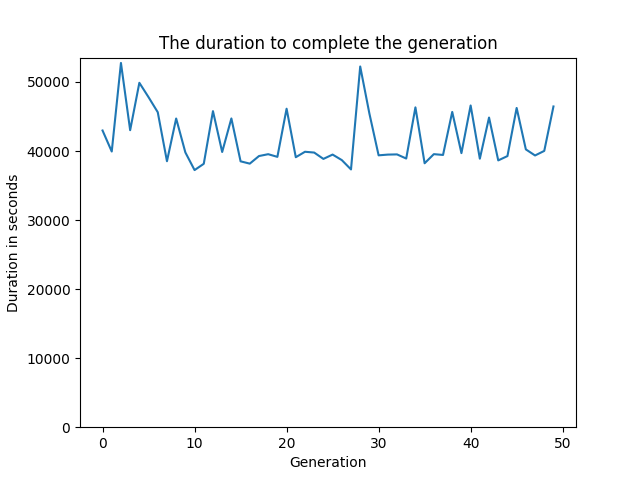 The duration to complete the generation
50000
40000
30000
20000
10000
0
Duration in seconds
0 10 20 30 40 50
Generation